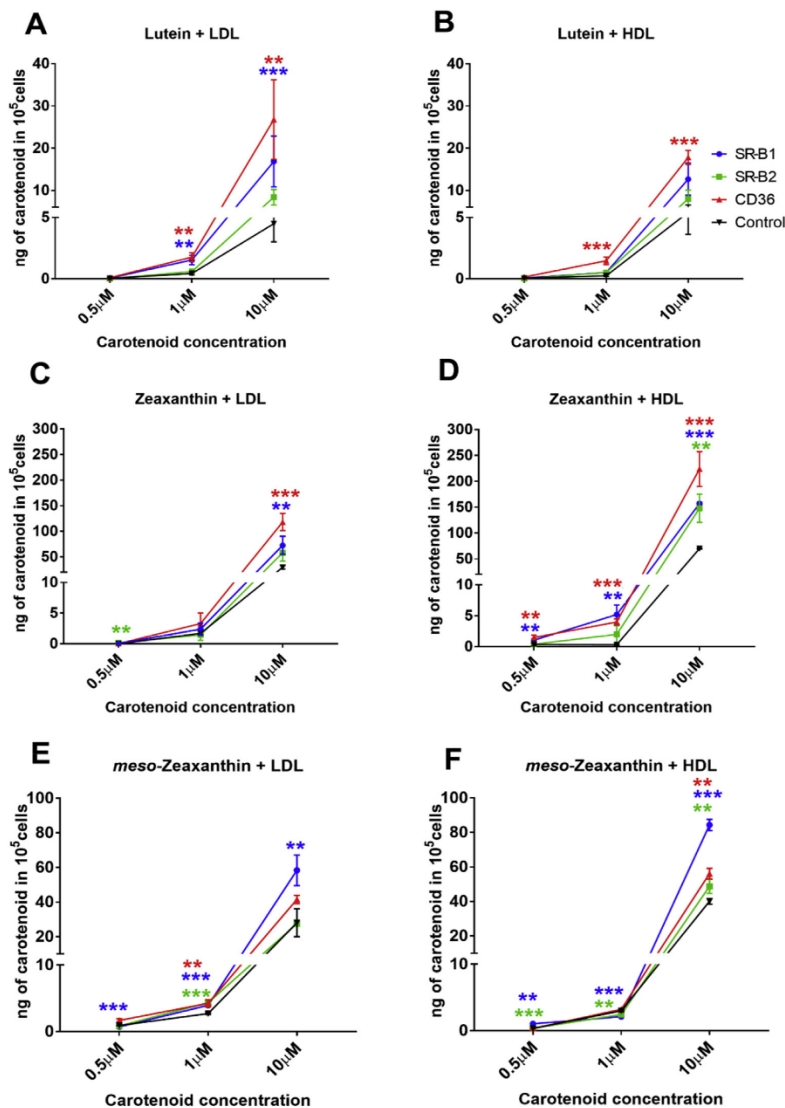 A
Lutein + LDL
ng of carotenoid in 10⁵cells
40
30
20
10
5
0
**
***
**
**
0.5μM
1μM
10μM
Carotenoid concentration
B
Lutein + HDL
ng of carotenoid in 10⁵cells
40
30
20
10
5
0
***
***
SR-B1
SR-B2
CD36
Control
0.5μM
1μM
10μM
Carotenoid concentration
C
Zeaxanthin + LDL
ng of carotenoid in 10⁵cells
300
250
200
150
100
50
10
5
0
***
**
**
0.5μM
1μM
10μM
Carotenoid concentration
D
Zeaxanthin + HDL
ng of carotenoid in 10⁵cells
300
250
200
150
100
50
10
5
0
***
***
**
***
**
**
**
0.5μM
1μM
10μM
Carotenoid concentration
E
meso-Zeaxanthin + LDL
ng of carotenoid in 10⁵cells
100
80
60
40
20
10
5
0
**
**
***
***
***
0.5μM
1μM
10μM
Carotenoid concentration
F
meso-Zeaxanthin + HDL
ng of carotenoid in 10⁵cells
100
80
60
40
20
10
5
0
**
***
**
***
**
**
***
0.5μM
1μM
10μM
Carotenoid concentration